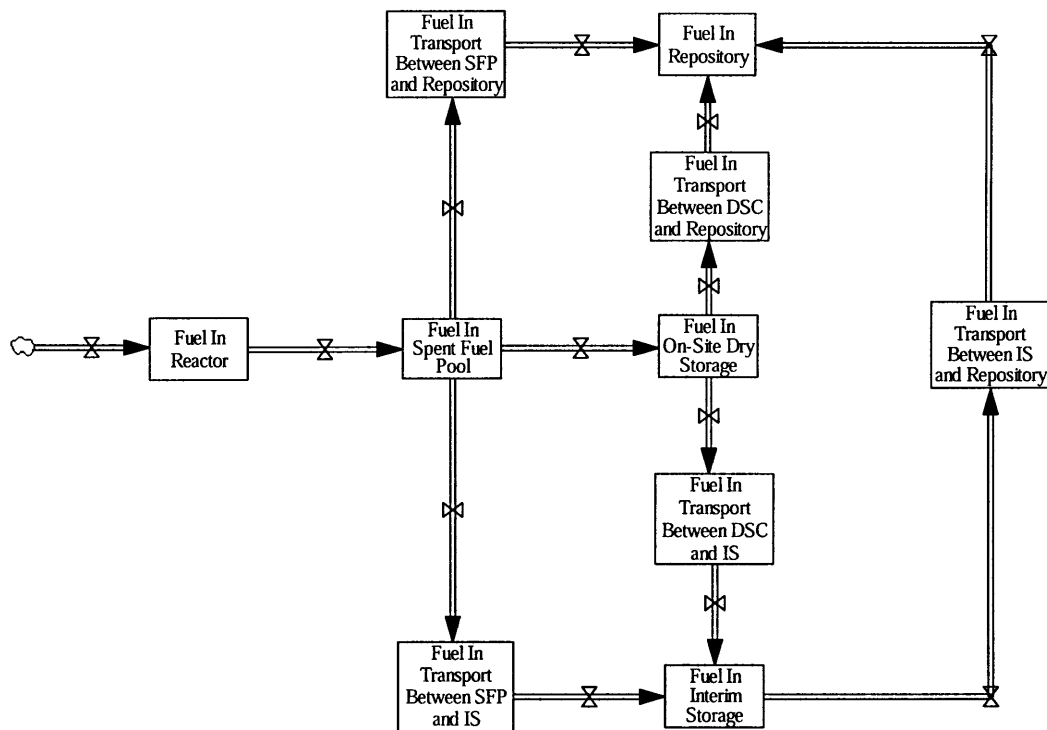 Fuel In
Transport
Between SFP
and Repository
Fuel In
Repository
Fuel In
Transport
Between DSC
and Repository
Fuel In
Reactor
Fuel In
Spent Fuel
Pool
Fuel In
On-Site Dry
Storage
Fuel In
Transport
Between IS
and Repository
Fuel In
Transport
Between DSC
and IS
Fuel In
Transport
Between SFP
and IS
Fuel In
Interim
Storage